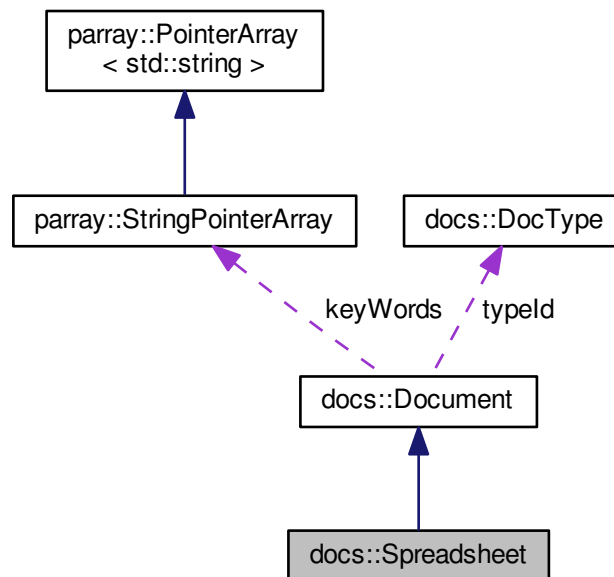 parray::PointerArray
< std::string >
parray::StringPointerArray
docs::DocType
keyWords
typeId
docs::Document
docs::Spreadsheet